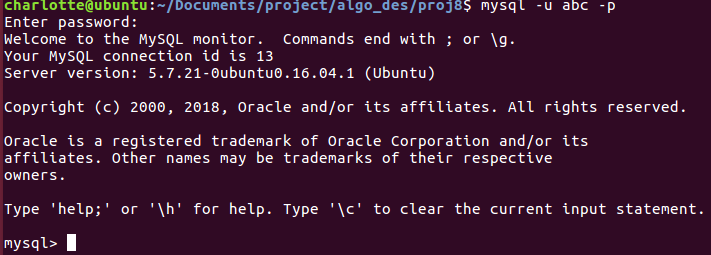 charlotte@ubuntu:~/Documents/project/algo_des/proj8$ mysql -u abc -p
Enter password:
Welcome to the MySQL monitor.  Commands end with ; or \g.
Your MySQL connection id is 13
Server version: 5.7.21-0ubuntu0.16.04.1 (Ubuntu)

Copyright (c) 2000, 2018, Oracle and/or its affiliates. All rights reserved.

Oracle is a registered trademark of Oracle Corporation and/or its
affiliates. Other names may be trademarks of their respective
owners.

Type 'help;' or '\h' for help. Type '\c' to clear the current input statement.

mysql>